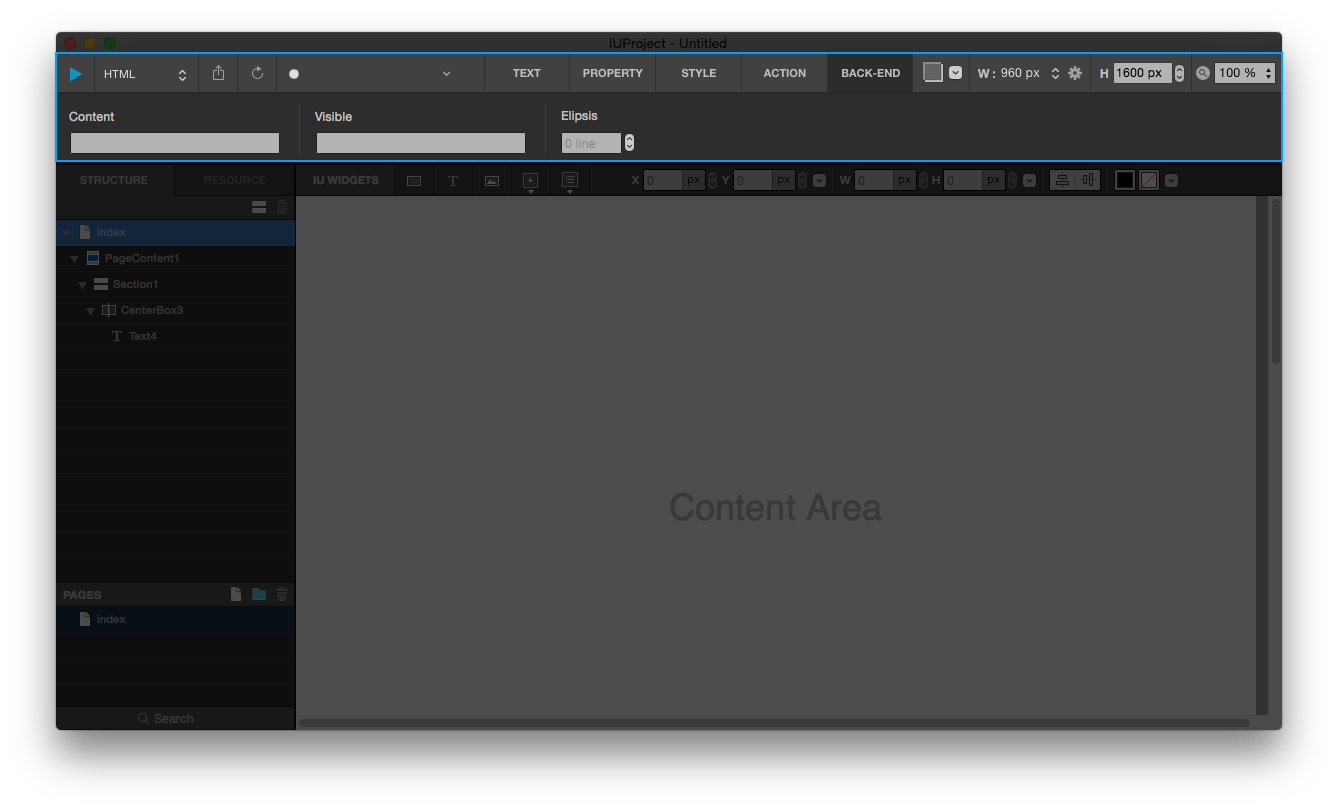 IUProject - Untitled
HTML TEXT PROPERTY STYLE ACTION BACK-END W : 960 px H 1600 px 100 %
Content Visible Elipsis
0 line
STRUCTURE RESOURCE IU WIDGETS T X 0 px Y 0 px W 0 px H 0 px
index
PageContent1
Section1
CenterBox3
T Text4
Content Area
PAGES
index
Search